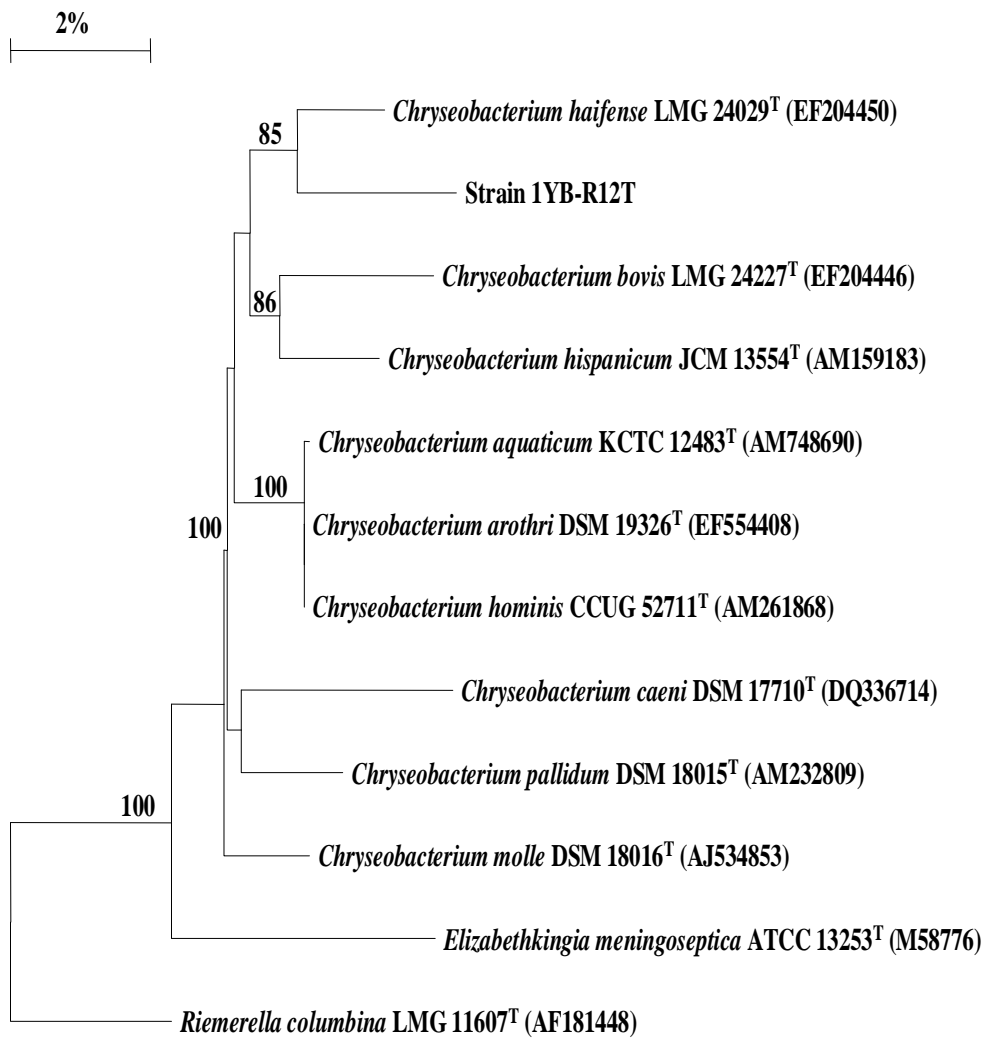 2%
Chryseobacterium haifense LMG 24029ᵀ (EF204450)
85
Strain 1YB-R12T
Chryseobacterium bovis LMG 24227ᵀ (EF204446)
86
Chryseobacterium hispanicum JCM 13554ᵀ (AM159183)
Chryseobacterium aquaticum KCTC 12483ᵀ (AM748690)
100
Chryseobacterium arothri DSM 19326ᵀ (EF554408)
100
Chryseobacterium hominis CCUG 52711ᵀ (AM261868)
Chryseobacterium caeni DSM 17710ᵀ (DQ336714)
Chryseobacterium pallidum DSM 18015ᵀ (AM232809)
100
Chryseobacterium molle DSM 18016ᵀ (AJ534853)
Elizabethkingia meningoseptica ATCC 13253ᵀ (M58776)
Riemerella columbina LMG 11607ᵀ (AF181448)